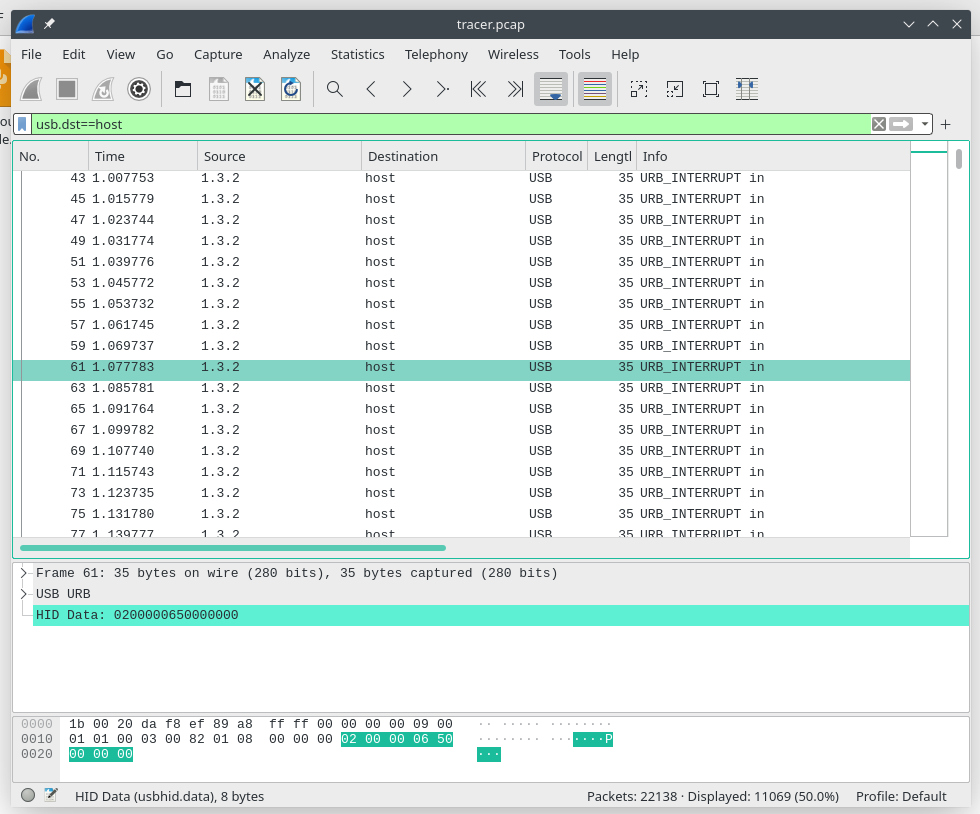 tracer.pcap
File Edit View Go Capture Analyze Statistics Telephony Wireless Tools Help
usb.dst==host
No. Time Source Destination Protocol Lengtl Info
43 1.007753 1.3.2 host USB 35 URB_INTERRUPT in
45 1.015779 1.3.2 host USB 35 URB_INTERRUPT in
47 1.023744 1.3.2 host USB 35 URB_INTERRUPT in
49 1.031774 1.3.2 host USB 35 URB_INTERRUPT in
51 1.039776 1.3.2 host USB 35 URB_INTERRUPT in
53 1.045772 1.3.2 host USB 35 URB_INTERRUPT in
55 1.053732 1.3.2 host USB 35 URB_INTERRUPT in
57 1.061745 1.3.2 host USB 35 URB_INTERRUPT in
59 1.069737 1.3.2 host USB 35 URB_INTERRUPT in
61 1.077783 1.3.2 host USB 35 URB_INTERRUPT in
63 1.085781 1.3.2 host USB 35 URB_INTERRUPT in
65 1.091764 1.3.2 host USB 35 URB_INTERRUPT in
67 1.099782 1.3.2 host USB 35 URB_INTERRUPT in
69 1.107740 1.3.2 host USB 35 URB_INTERRUPT in
71 1.115743 1.3.2 host USB 35 URB_INTERRUPT in
73 1.123735 1.3.2 host USB 35 URB_INTERRUPT in
75 1.131780 1.3.2 host USB 35 URB_INTERRUPT in
77 1.139777 1.3.2 host USB 35 URB_INTERRUPT in
Frame 61: 35 bytes on wire (280 bits), 35 bytes captured (280 bits)
USB URB
HID Data: 0200000650000000
0000 1b 00 20 da f8 ef 89 a8 ff ff 00 00 00 00 09 00 ·· ····· ········
0010 01 01 00 03 00 82 01 08 00 00 00 02 00 00 06 50 ········ ·······P
0020 00 00 00 ···
HID Data (usbhid.data), 8 bytes Packets: 22138 · Displayed: 11069 (50.0%) Profile: Default